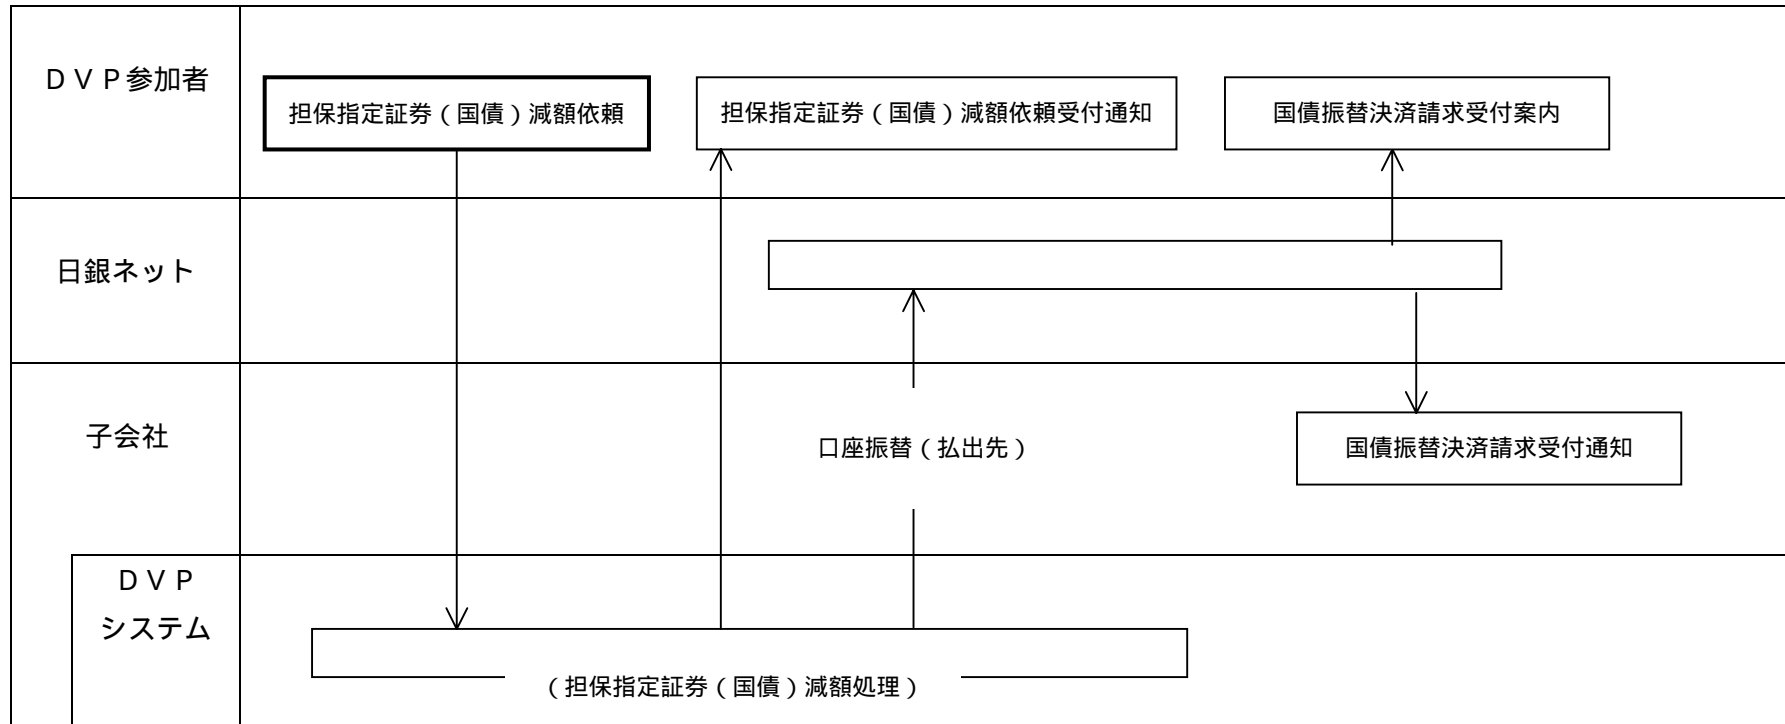 ＤＶＰ参加者
担保指定証券（国債）減額依頼
担保指定証券（国債）減額依頼受付通知
国債振替決済請求受付案内
日銀ネット
子会社
口座振替（払出先）
国債振替決済請求受付通知
ＤＶＰ
システム
（担保指定証券（国債）減額処理）